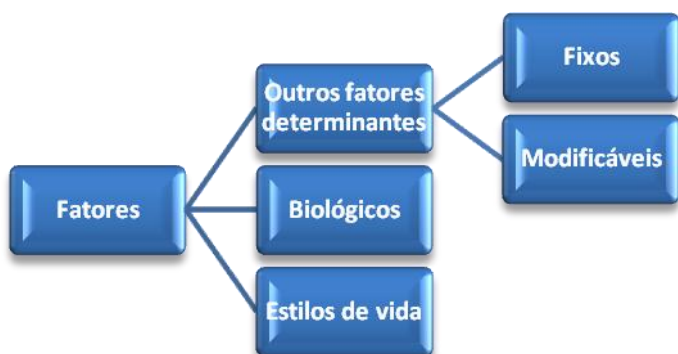 Fixos
Outros fatores
determinantes
Modificáveis
Fatores
Biológicos
Estilos de vida